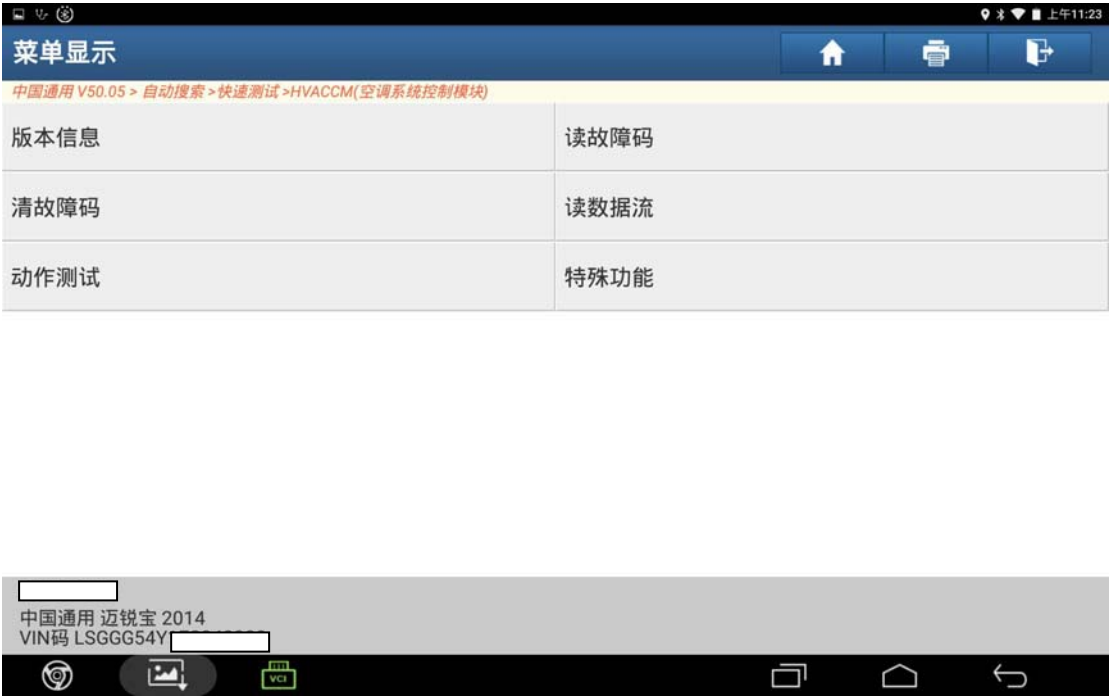 上午11:23
菜单显示
中国通用 V50.05 > 自动搜索 >快速测试 >HVACCM(空调系统控制模块)
版本信息 读故障码
清故障码 读数据流
动作测试 特殊功能
中国通用 迈锐宝 2014
VIN码 LSGGG54Y
VCI